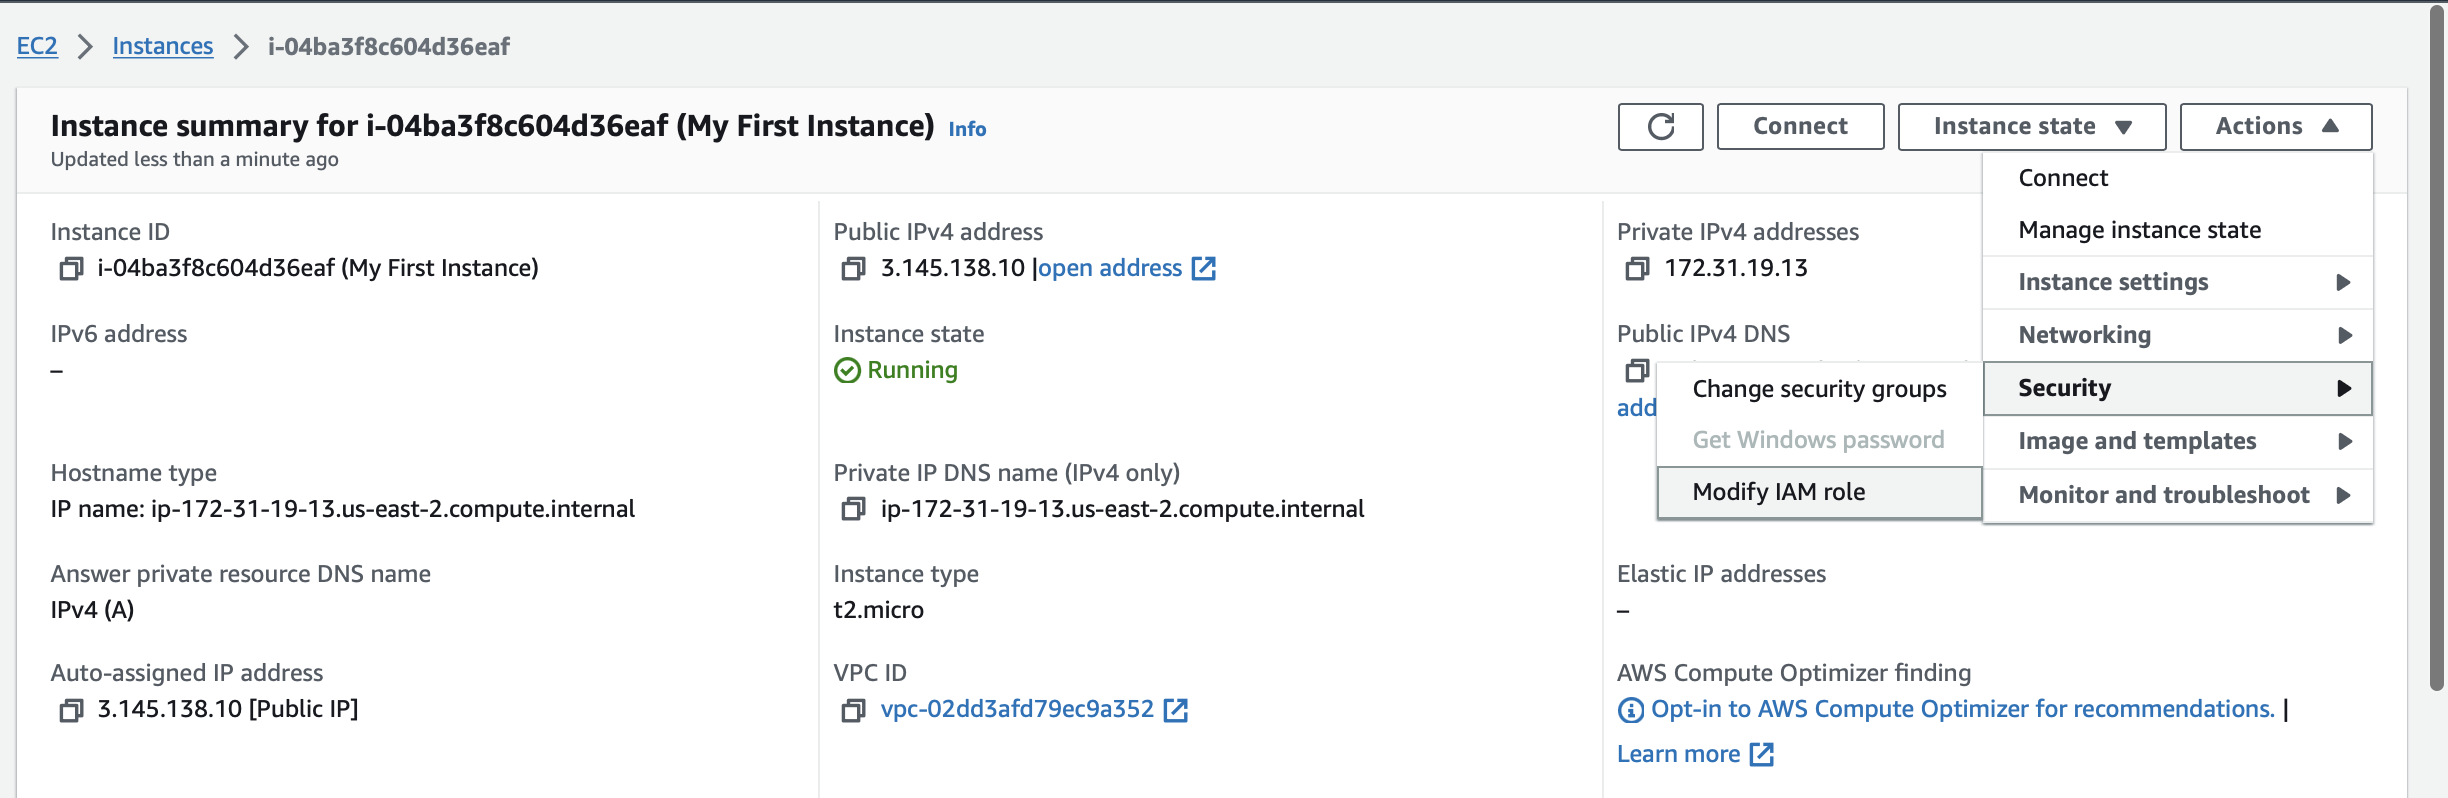 EC2 > Instances > i-04ba3f8c604d36eaf
Instance summary for i-04ba3f8c604d36eaf (My First Instance) Info
Updated less than a minute ago
Connect
Instance state
Actions
Connect
Manage instance state
Instance settings
Networking
Security
Image and templates
Monitor and troubleshoot
Change security groups
Get Windows password
Modify IAM role
Instance ID
i-04ba3f8c604d36eaf (My First Instance)
Public IPv4 address
3.145.138.10 |open address
Private IPv4 addresses
172.31.19.13
IPv6 address
–
Instance state
Running
Public IPv4 DNS
add
Hostname type
IP name: ip-172-31-19-13.us-east-2.compute.internal
Private IP DNS name (IPv4 only)
ip-172-31-19-13.us-east-2.compute.internal
Answer private resource DNS name
IPv4 (A)
Instance type
t2.micro
Elastic IP addresses
–
Auto-assigned IP address
3.145.138.10 [Public IP]
VPC ID
vpc-02dd3afd79ec9a352
AWS Compute Optimizer finding
Opt-in to AWS Compute Optimizer for recommendations. |
Learn more